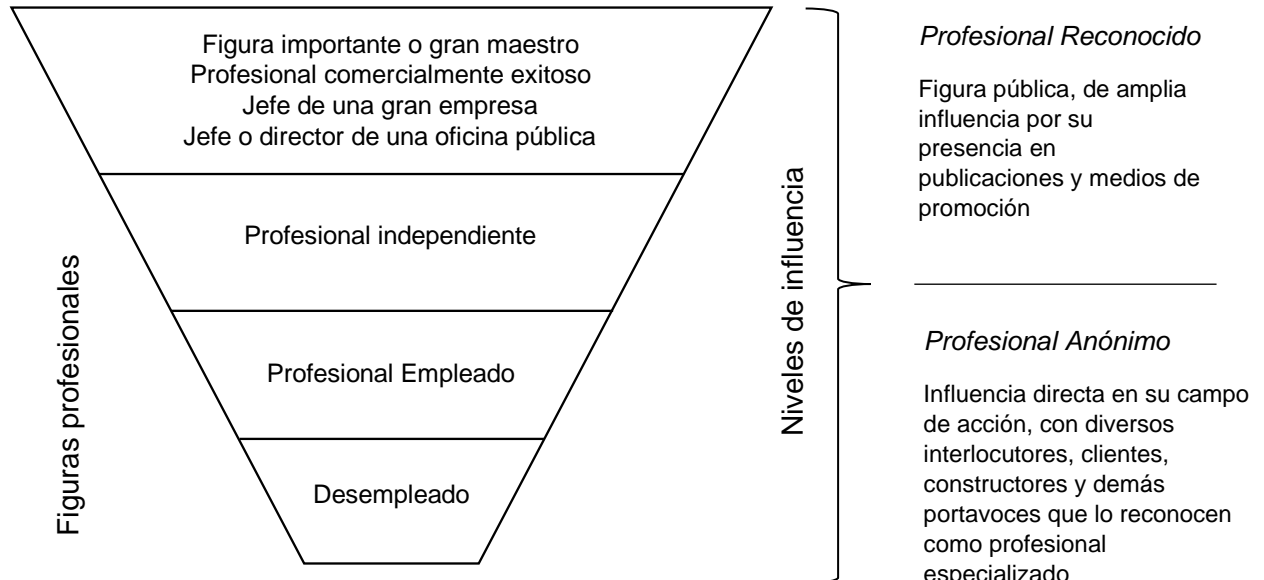 Figura importante o gran maestro
Profesional comercialmente exitoso
Jefe de una gran empresa
Jefe o director de una oficina pública
Profesional independiente
Profesional Empleado
Desempleado
Figuras profesionales
Niveles de influencia
Profesional Reconocido
Figura pública, de amplia
influencia por su
presencia en
publicaciones y medios de
promoción
Profesional Anónimo
Influencia directa en su campo
de acción, con diversos
interlocutores, clientes,
constructores y demás
portavoces que lo reconocen
como profesional
especializado